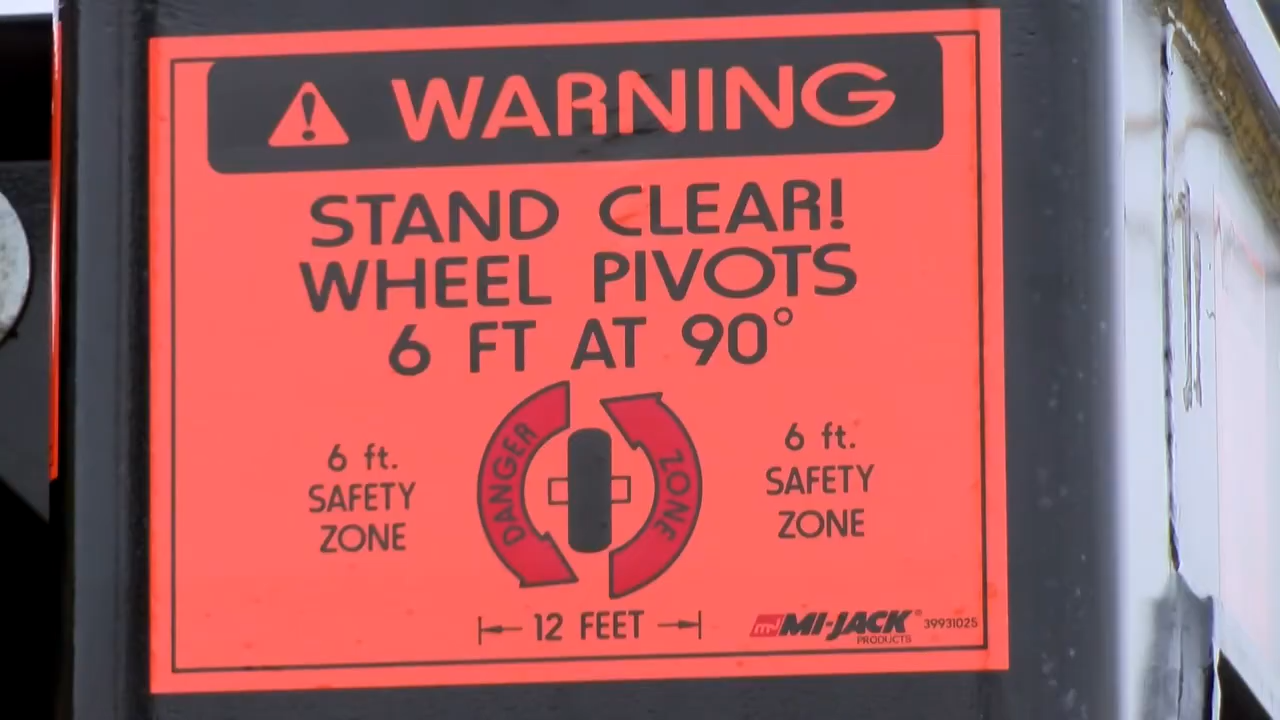 WARNING
STAND CLEAR!
WHEEL PIVOTS
6 FT AT 90°
6 ft.
SAFETY
ZONE
DANGER
ZONE
6 ft.
SAFETY
ZONE
12 FEET
mj MI-JACK® 39931025
PRODUCTS